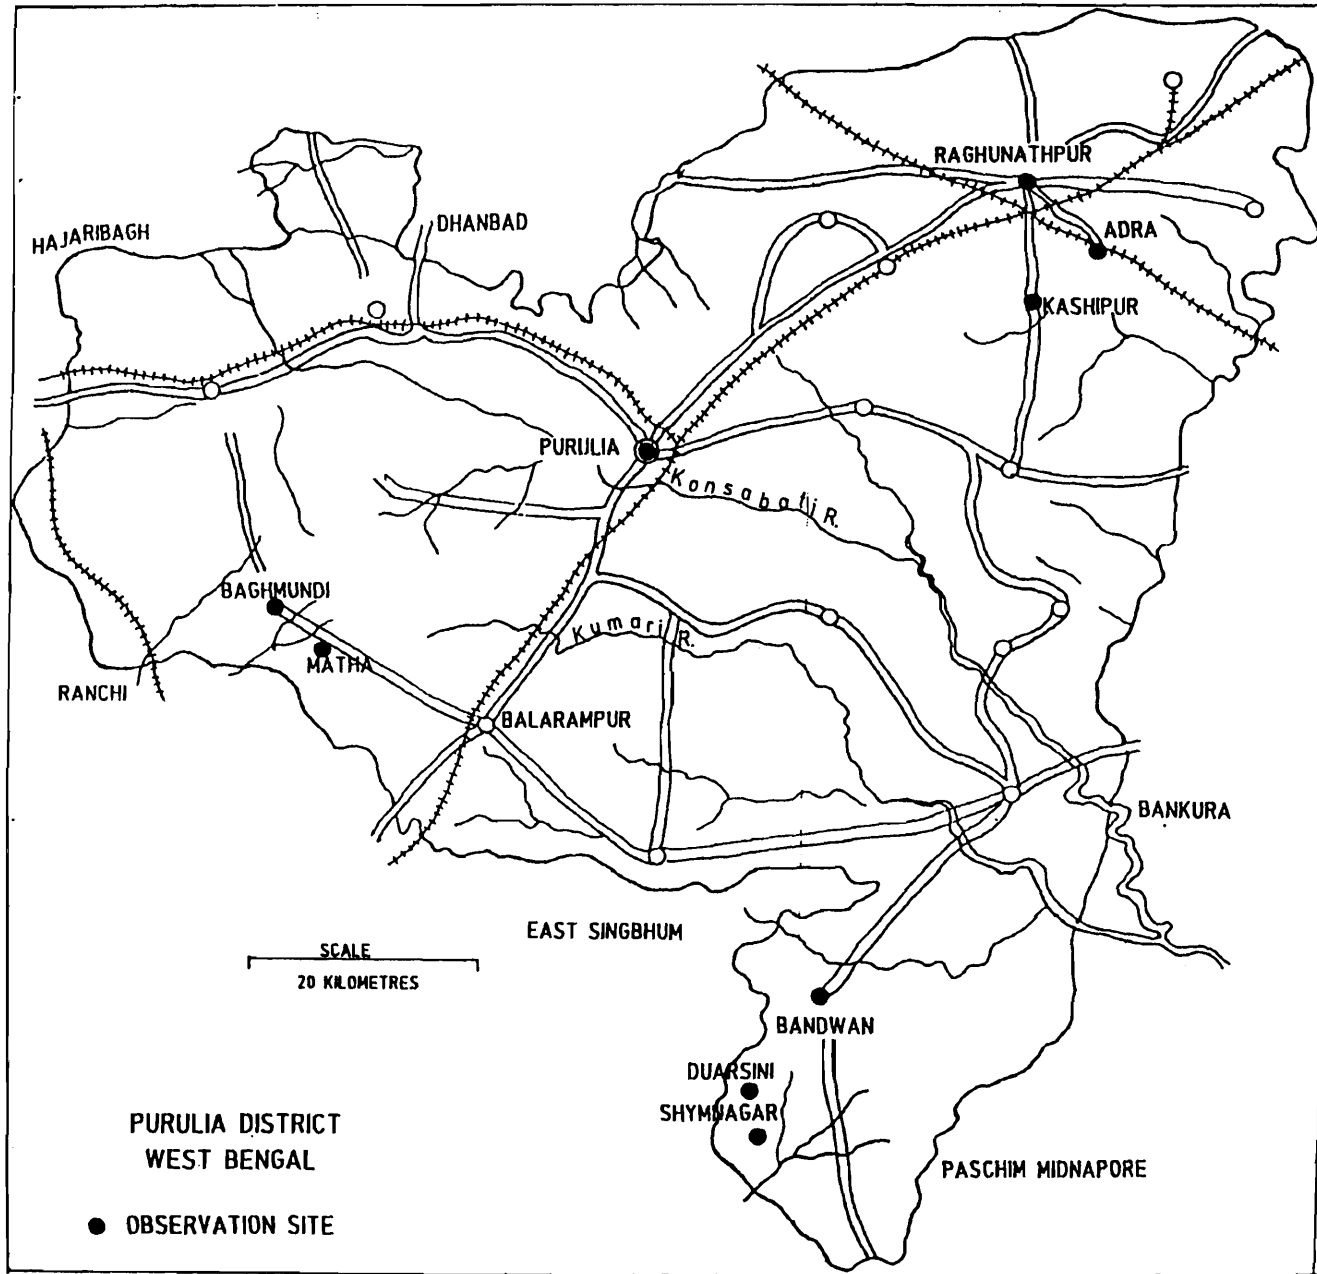 RAGHUNATHPUR
DHANBAD
HAJARIBAGH
ADRA
KASHIPUR
PURULIA
Kansabati R.
BAGHMUNDI
Kumari R.
MATHA
RANCHI
BALARAMPUR
BANKURA
EAST SINGBHUM
SCALE
20 KILOMETRES
BANDWAN
DUARSINI
SHYMNAGAR
PURULIA DISTRICT
WEST BENGAL
PASCHIM MIDNAPORE
OBSERVATION SITE